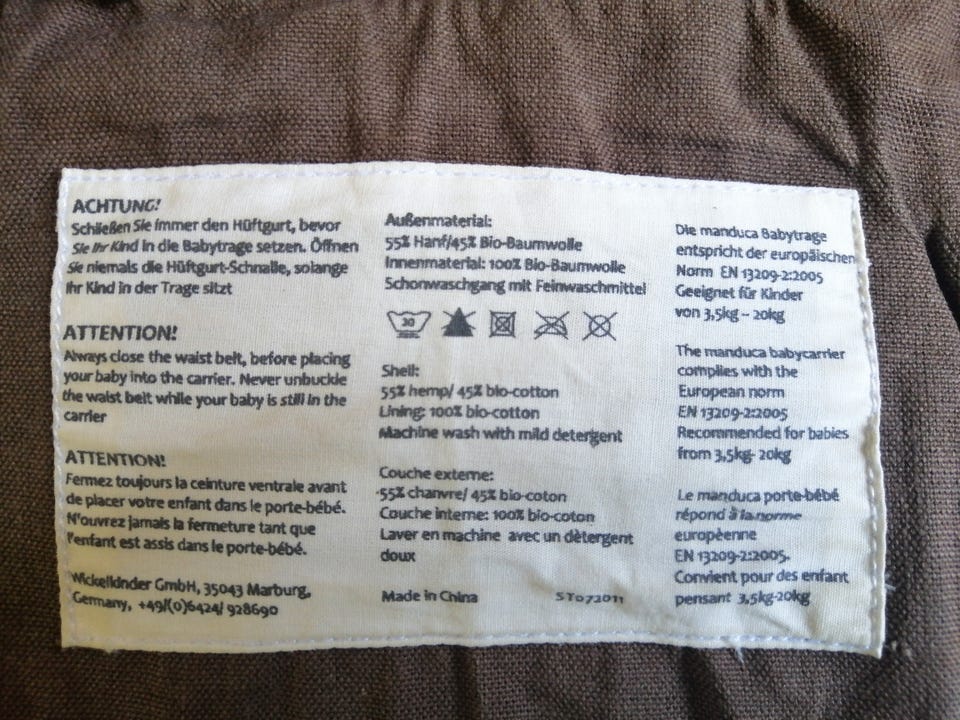 ACHTUNG!
Schließen Sie immer den Hüftgurt, bevor
Sie Ihr Kind in die Babytrage setzen. Öffnen
Sie niemals die Hüftgurt-Schnalle, solange
Ihr Kind in der Trage sitzt
ATTENTION!
Always close the waist belt, before placing
your baby into the carrier. Never unbuckle
the waist belt while your baby is still in the
carrier
ATTENTION!
Fermez toujours la ceinture ventrale avant
de placer votre enfant dans le porte-bébé.
N'ouvrez jamais la fermeture tant que
l'enfant est assis dans le porte-bébé.
Wickelkinder GmbH, 35043 Marburg,
Germany, +49/(0)6424/ 928690
Außenmaterial:
55% Hanf/45% Bio-Baumwolle
Innenmaterial: 100% Bio-Baumwolle
Schonwaschgang mit Feinwaschmittel
30
Shell:
55% hemp/ 45% bio-cotton
Lining: 100% bio-cotton
Machine wash with mild detergent
Couche externe:
55% chanvre/ 45% bio-coton
Couche interne: 100% bio-coton
Laver en machine avec un dètergent
doux
Made in China ST072011
Die manduca Babytrage
entspricht der europäischen
Norm EN 13209-2:2005
Geeignet für Kinder
von 3,5kg – 20kg
The manduca babycarrier
complies with the
European norm
EN 13209-2:2005
Recommended for babies
from 3,5kg- 20kg
Le manduca porte-bébé
répond à la norme
europèenne
EN 13209-2:2005.
Convient pour des enfant
pensant 3,5kg-20kg